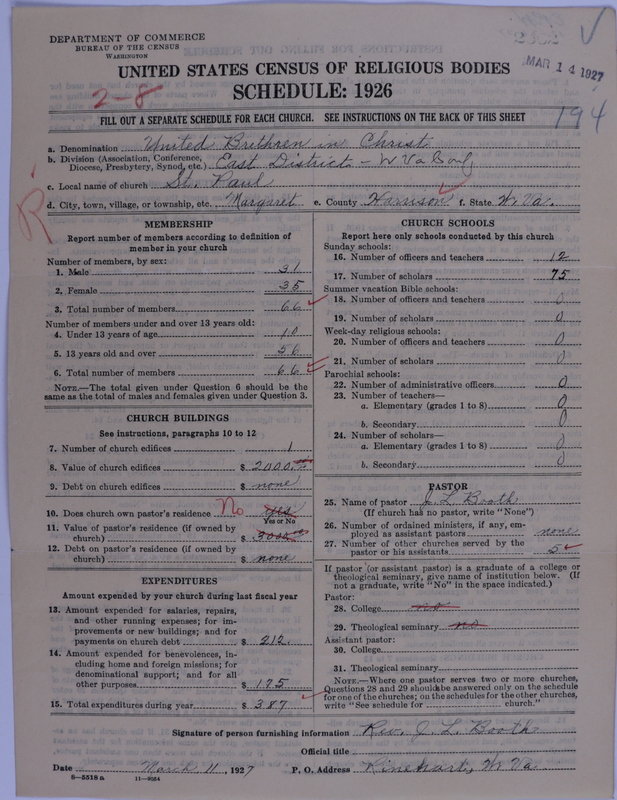 DEPARTMENT OF COMMERCE
BUREAU OF THE CENSUS
WASHINGTON
MAR 14 1927
UNITED STATES CENSUS OF RELIGIOUS BODIES
2-8
SCHEDULE: 1926
194
FILL OUT A SEPARATE SCHEDULE FOR EACH CHURCH. SEE INSTRUCTIONS ON THE BACK OF THIS SHEET
a. Denomination United Brethren in Christ
b. Division (Association, Conference, Diocese, Presbytery, Synod, etc.) East District - W Va Conf
c. Local name of church St. Paul
d. City, town, village, or township, etc. Margaret e. County Harrison f. State W. Va.
R
MEMBERSHIP
Report number of members according to definition of
member in your church
Number of members, by sex:
1. Male 31
2. Female 35
3. Total number of members 66
Number of members under and over 13 years old:
4. Under 13 years of age 10
5. 13 years old and over 56
6. Total number of members 66
NOTE.—The total given under Question 6 should be
same as the total of males and females given under Question 3.
CHURCH BUILDINGS
See instructions, paragraphs 10 to 12
7. Number of church edifices 1
8. Value of church edifices $ 2000.00
9. Debt on church edifices $ none
10. Does church own pastor's residence No yes
Yes or No
11. Value of pastor's residence (if owned by
church) $ 3000.00
12. Debt on pastor's residence (if owned by
church) $ none
EXPENDITURES
Amount expended by your church during last fiscal year
13. Amount expended for salaries, repairs,
and other running expenses; for im-
provements or new buildings; and for
payments on church debt $ 212
14. Amount expended for benevolences, in-
cluding home and foreign missions; for
denominational support; and for all
other purposes $ 175
15. Total expenditures during year $ 387
CHURCH SCHOOLS
Report here only schools conducted by this church
Sunday schools:
16. Number of officers and teachers 12
17. Number of scholars 75
Summer vacation Bible schools:
18. Number of officers and teachers 0
19. Number of scholars 0
Week-day religious schools:
20. Number of officers and teachers 0
21. Number of scholars 0
Parochial schools:
22. Number of administrative officers 0
23. Number of teachers—
a. Elementary (grades 1 to 8) 0
b. Secondary 0
24. Number of scholars—
a. Elementary (grades 1 to 8) 0
b. Secondary 0
PASTOR
25. Name of pastor J. L. Booth
(If church has no pastor, write "None")
26. Number of ordained ministers, if any, em-
ployed as assistant pastors none
27. Number of other churches served by the
pastor or his assistants 5
If pastor (or assistant pastor) is a graduate of a college or
theological seminary, give name of institution below. (If
not a graduate, write "No" in the space indicated.)
Pastor:
28. College no
29. Theological seminary no
Assistant pastor:
30. College
31. Theological seminary
NOTE.—Where one pastor serves two or more churches,
Questions 28 and 29 should be answered only on the schedule
for one of the churches; on the schedules for the other churches,
write "See schedule for church."
Signature of person furnishing information Rev. J. L. Booth
Official title
Date March 11, 1927 P. O. Address Rinehart, W Va
8-5518a 11-9054